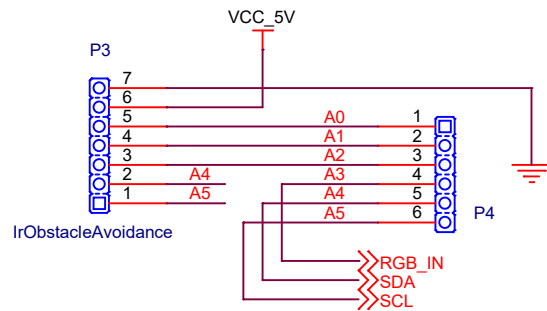 VCC_5V
P3
7
6
5 A0 1
4 A1 2
3 A2 3
2 A4 A3 4
1 A5 A4 5
A5 6
P4
IrObstacleAvoidance
RGB_IN
SDA
SCL